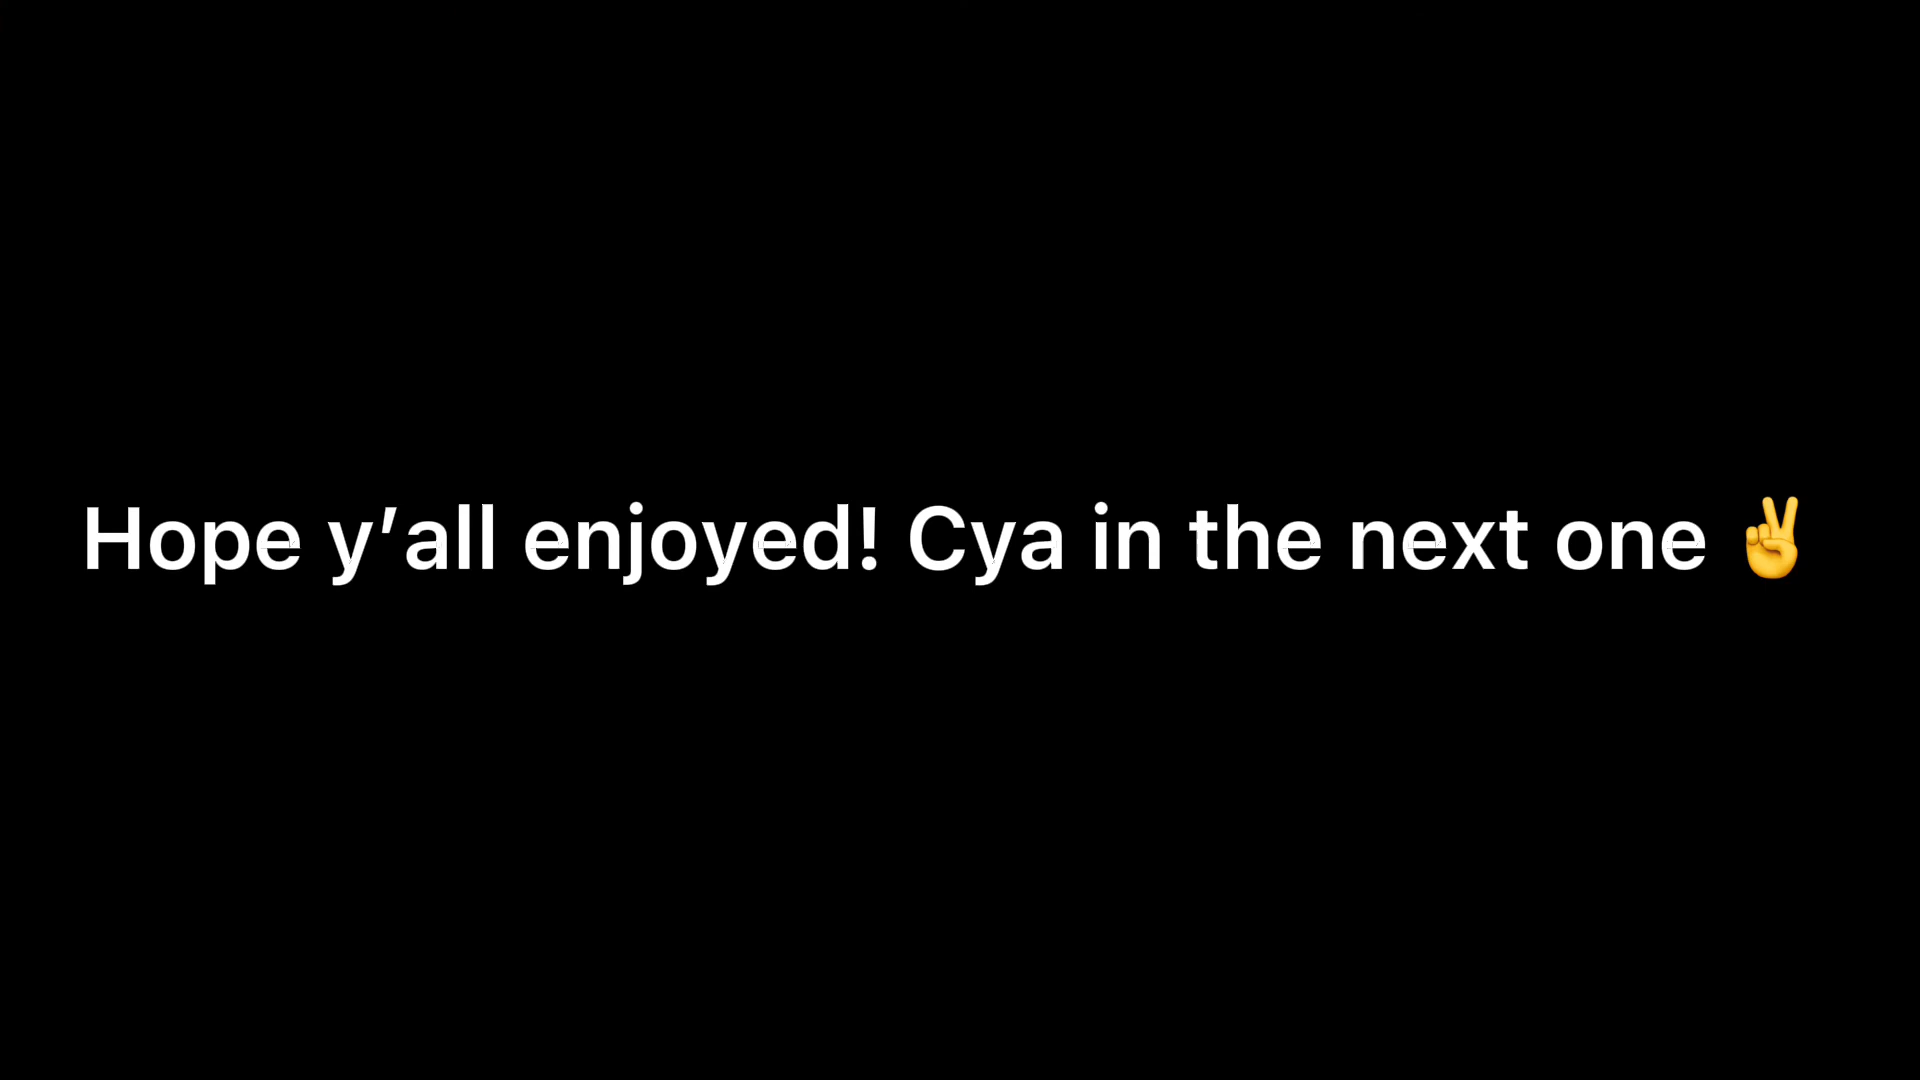 Hope y’all enjoyed! Cya in the next one ✌️